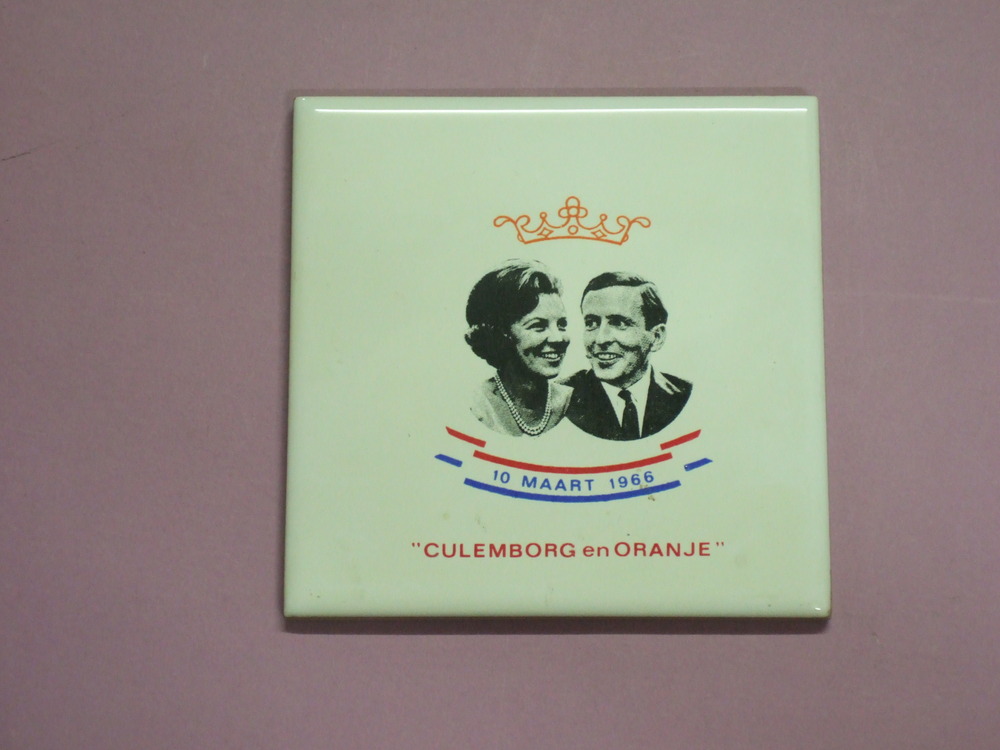 10 MAART 1966
"CULEMBORG en ORANJE"